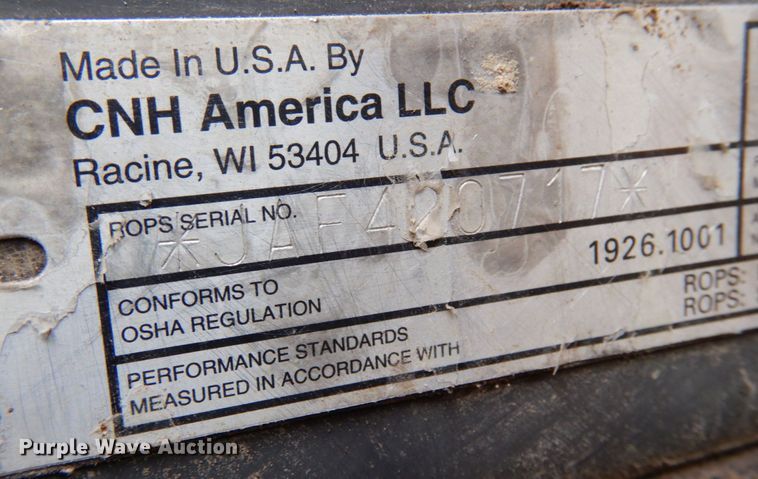 Made In U.S.A. By
CNH America LLC
Racine, WI 53404 U.S.A.
ROPS SERIAL NO.
*JAF420717*
CONFORMS TO
OSHA REGULATION
1926.1001
PERFORMANCE STANDARDS
MEASURED IN ACCORDANCE WITH
ROPS:
ROPS:
Purple Wave Auction